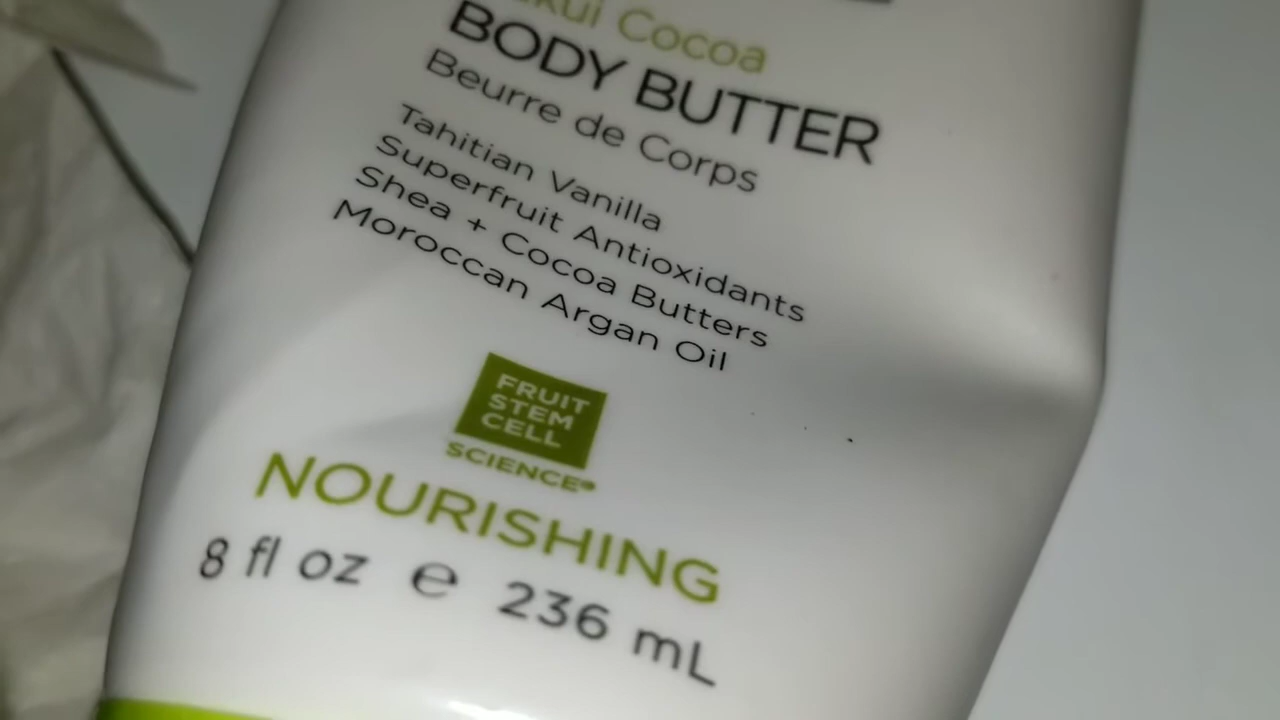 Cocoa
BODY BUTTER
Beurre de Corps
Tahitian Vanilla
Superfruit Antioxidants
Shea + Cocoa Butters
Moroccan Argan Oil
FRUIT
STEM
CELL
SCIENCE®
NOURISHING
8 fl oz ℮ 236 mL